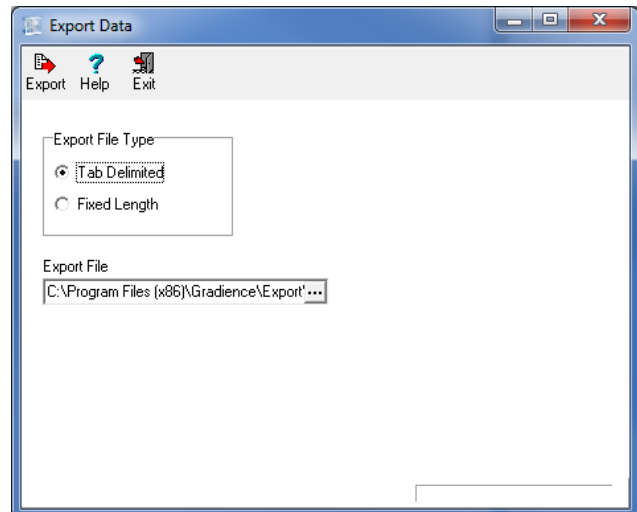 Export Data
Export Help Exit
Export File Type
Tab Delimited
Fixed Length
Export File
C:\Program Files (x86)\Gradience\Export' ...